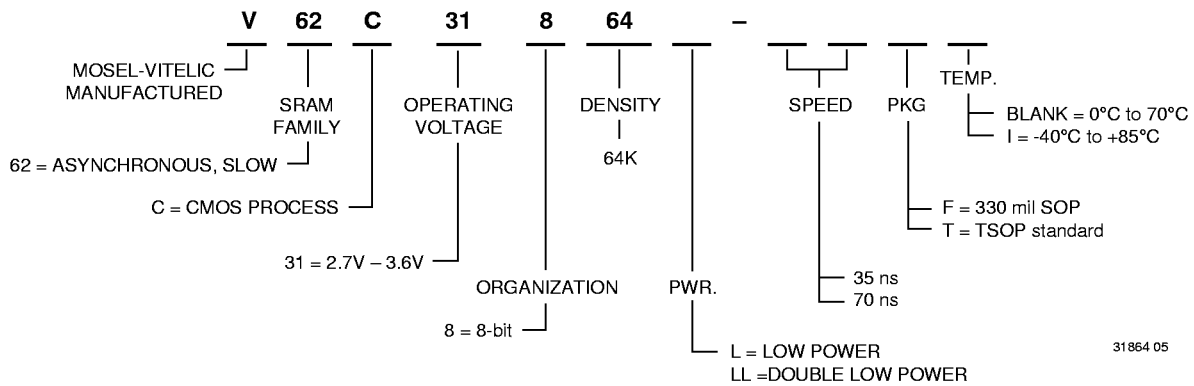 V 62 C 31 8 64 –
MOSEL-VITELIC
MANUFACTURED
SRAM
FAMILY
OPERATING
VOLTAGE
DENSITY
64K
SPEED
PKG
TEMP.
BLANK = 0°C to 70°C
I = -40°C to +85°C
62 = ASYNCHRONOUS, SLOW
C = CMOS PROCESS
F = 330 mil SOP
T = TSOP standard
31 = 2.7V – 3.6V
ORGANIZATION
PWR.
35 ns
70 ns
8 = 8-bit
L = LOW POWER
LL =DOUBLE LOW POWER
31864 05